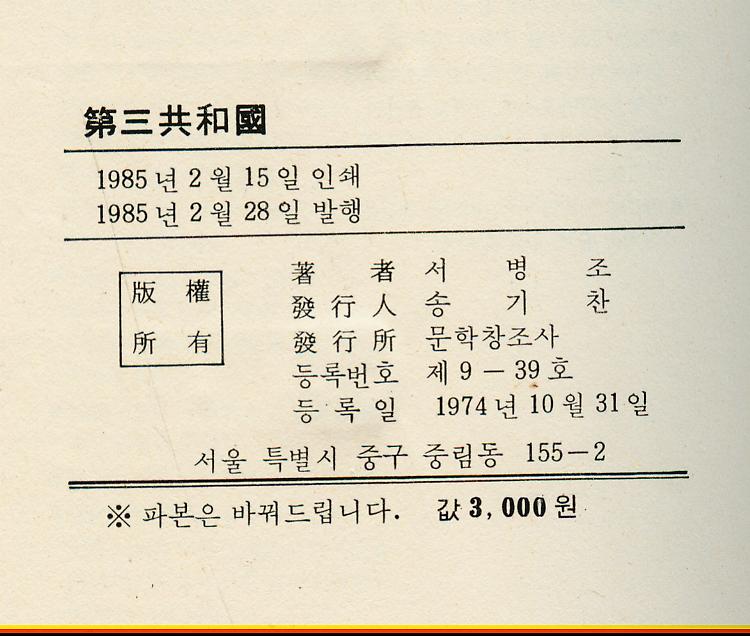 第三共和國
1985년 2월 15일 인쇄
1985년 2월 28일 발행
版權
所有
著者 서병조
發行人 송기찬
發行所 문학창조사
등록번호 제 9 – 39 호
등록일 1974년 10월 31일
서울 특별시 중구 중림동 155–2
※ 파본은 바꿔드립니다. 값 3,000원